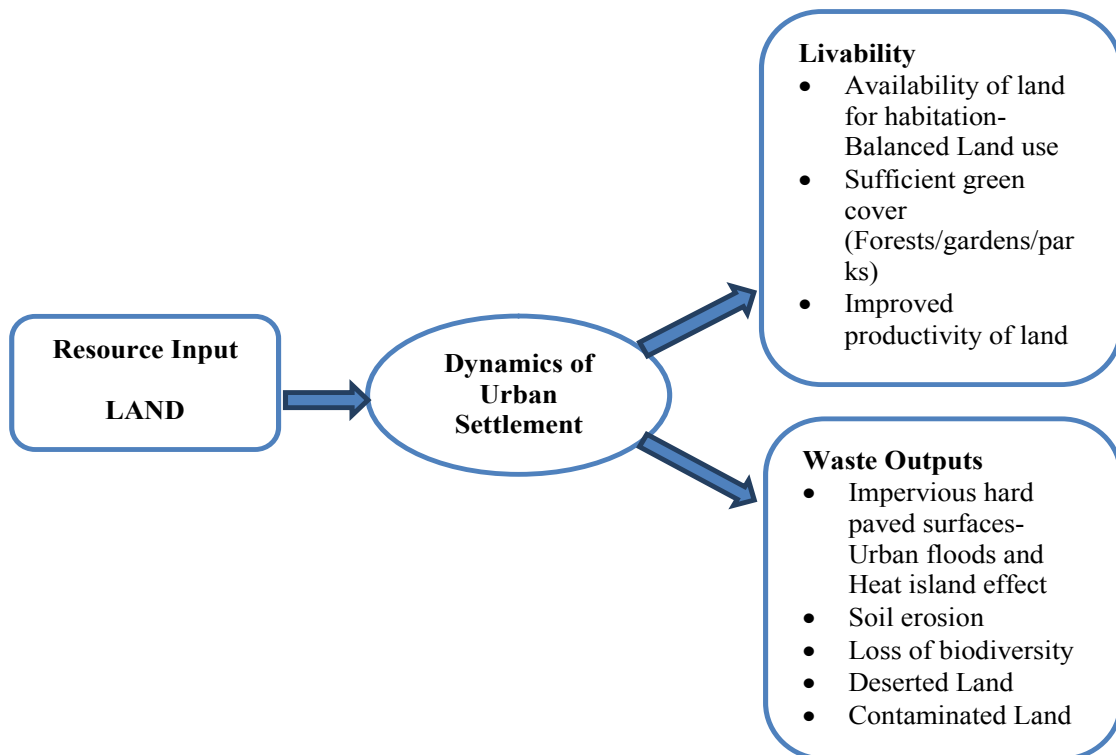 Resource Input
LAND
Dynamics of
Urban
Settlement
Livability
• Availability of land
for habitation-
Balanced Land use
• Sufficient green
cover
(Forests/gardens/par
ks)
• Improved
productivity of land
Waste Outputs
• Impervious hard
paved surfaces-
Urban floods and
Heat island effect
• Soil erosion
• Loss of biodiversity
• Deserted Land
• Contaminated Land